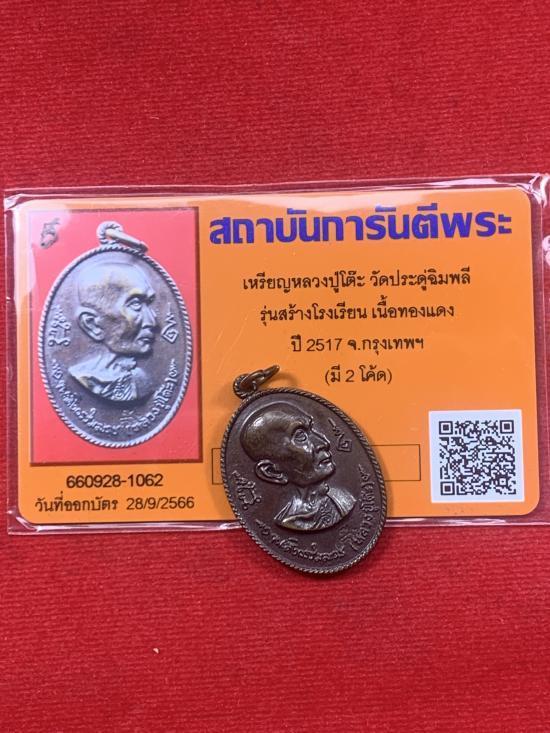 สถาบันการันตีพระ
เหรียญหลวงปู่โต๊ะ วัดประดู่ฉิมพลี
รุ่นสร้างโรงเรียน เนื้อทองแดง
ปี 2517 จ.กรุงเทพฯ
(มี 2 โค้ด)
660928-1062
วันที่ออกบัตร 28/9/2566